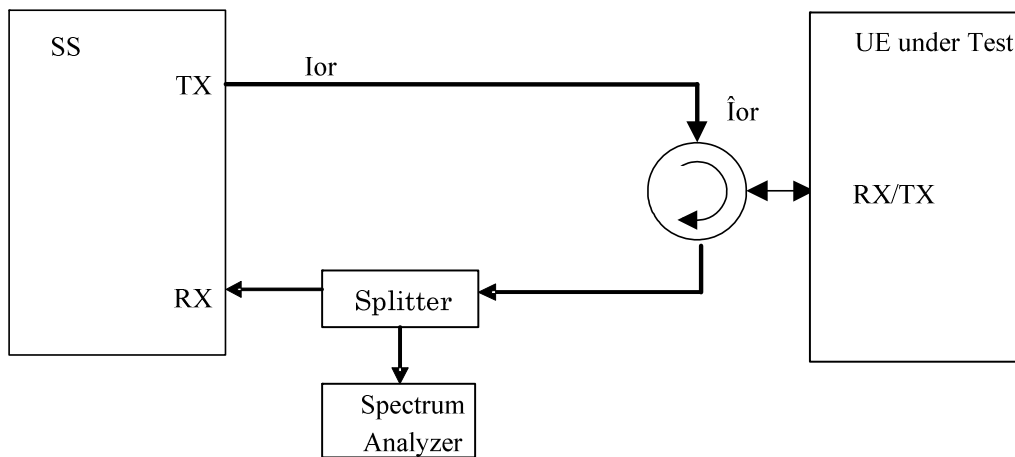 SS
UE under Test
TX
Ior
Îor
RX/TX
RX
Splitter
Spectrum
Analyzer